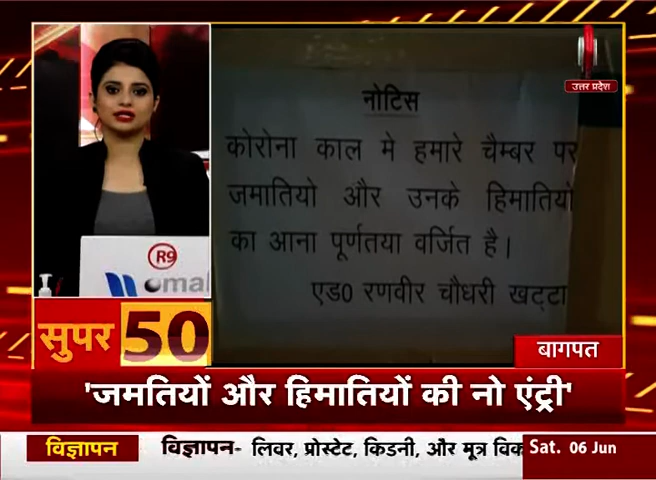 उत्तर प्रदेश
नोटिस
कोरोना काल मे हमारे चैम्बर पर
जमातियो और उनके हिमातियो
का आना पूर्णतया वर्जित है।
एड0 रणवीर चौधरी खट्टा
R9
omal
सुपर 50
बागपत
'जमतियों और हिमातियों की नो एंट्री'
विज्ञापन
विज्ञापन- लिवर, प्रोस्टेट, किडनी, और मूत्र विक
Sat. 06 Jun